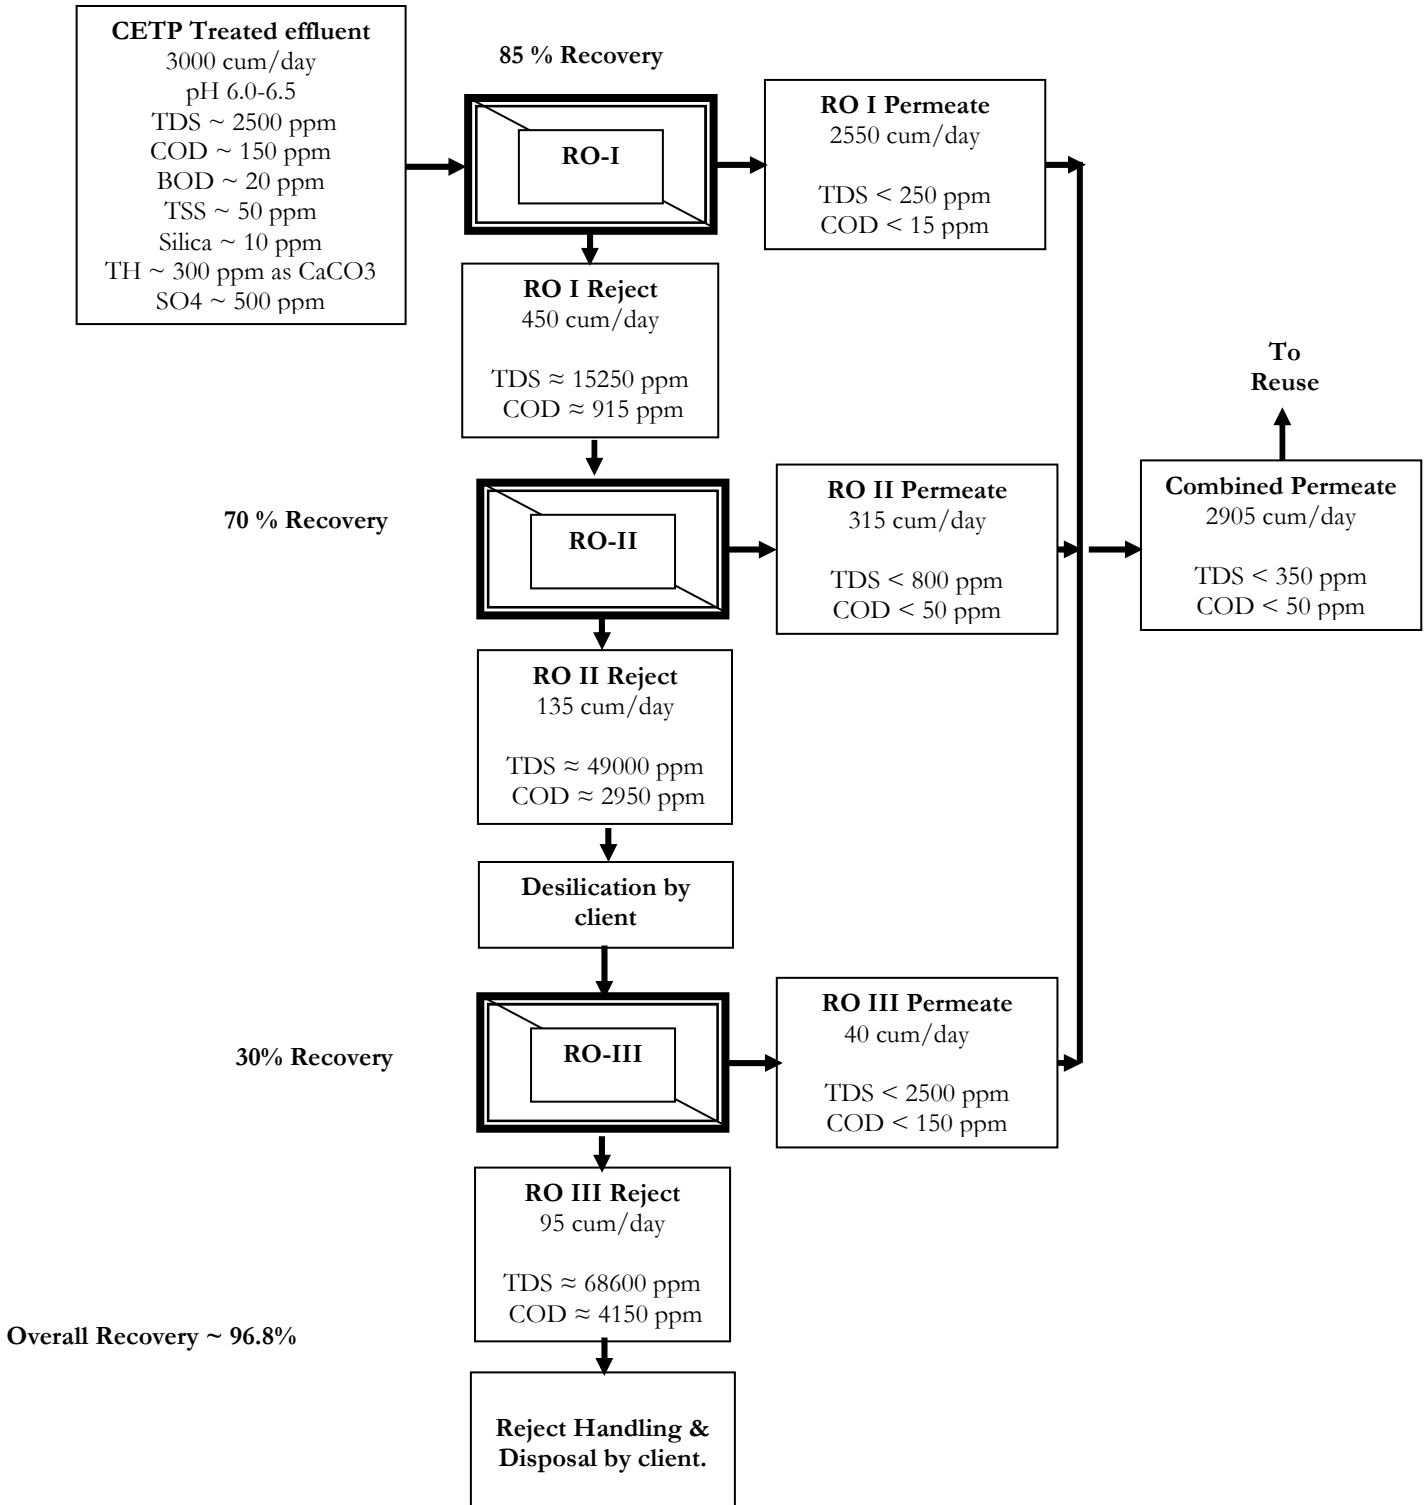 CETP Treated effluent
3000 cum/day
pH 6.0-6.5
TDS ~ 2500 ppm
COD ~ 150 ppm
BOD ~ 20 ppm
TSS ~ 50 ppm
Silica ~ 10 ppm
TH ~ 300 ppm as CaCO3
SO4 ~ 500 ppm
85 % Recovery
RO-I
RO I Permeate
2550 cum/day
TDS < 250 ppm
COD < 15 ppm
RO I Reject
450 cum/day
TDS ≈ 15250 ppm
COD ≈ 915 ppm
To
Reuse
70 % Recovery
RO-II
RO II Permeate
315 cum/day
TDS < 800 ppm
COD < 50 ppm
Combined Permeate
2905 cum/day
TDS < 350 ppm
COD < 50 ppm
RO II Reject
135 cum/day
TDS ≈ 49000 ppm
COD ≈ 2950 ppm
Desilication by
client
30% Recovery
RO-III
RO III Permeate
40 cum/day
TDS < 2500 ppm
COD < 150 ppm
RO III Reject
95 cum/day
TDS ≈ 68600 ppm
COD ≈ 4150 ppm
Overall Recovery ~ 96.8%
Reject Handling &
Disposal by client.